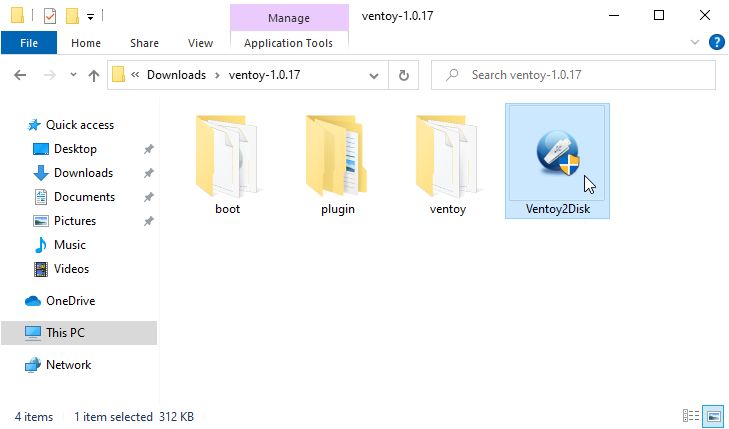 Manage
ventoy-1.0.17
File
Home
Share
View
Application Tools
?
« Downloads > ventoy-1.0.17
Search ventoy-1.0.17
Quick access
Desktop
Downloads
Documents
Pictures
Music
Videos
OneDrive
This PC
Network
boot
plugin
ventoy
Ventoy2Disk
4 items
1 item selected 312 KB